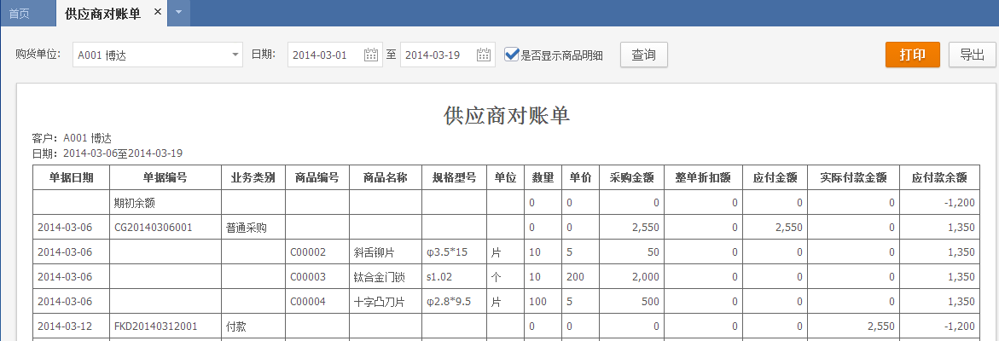 首页 供应商对账单 ×
购货单位: A001 博达 日期: 2014-03-01 至 2014-03-19 是否显示商品明细 查询 打印 导出
供应商对账单
客户: A001 博达
日期: 2014-03-06至2014-03-19
单据日期 单据编号 业务类别 商品编号 商品名称 规格型号 单位 数量 单价 采购金额 整单折扣额 应付金额 实际付款金额 应付款余额
期初余额 0 0 0 0 0 0 -1,200
2014-03-06 CG20140306001 普通采购 0 0 2,550 0 2,550 0 1,350
2014-03-06 C00002 斜舌铆片 φ3.5*15 片 10 5 50 0 0 0 1,350
2014-03-06 C00003 钛合金门锁 s1.02 个 10 200 2,000 0 0 0 1,350
2014-03-06 C00004 十字凸刀片 φ2.8*9.5 片 100 5 500 0 0 0 1,350
2014-03-12 FKD20140312001 付款 0 0 0 0 0 2,550 -1,200